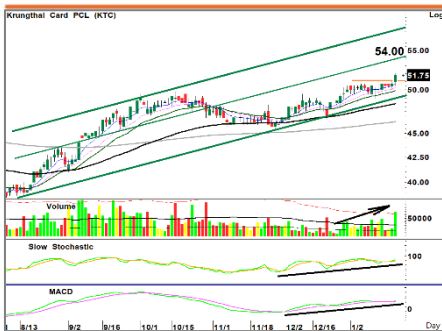 Krungthai Card PCL (KTC)
Log
55.00
54.00
51.75
50.00
45.00
42.50
40.00
Volume
50000
Slow Stochastic
100
MACD
0
8/13 9/2 9/16 10/1 10/15 11/1 11/18 12/2 12/16 1/2 Day